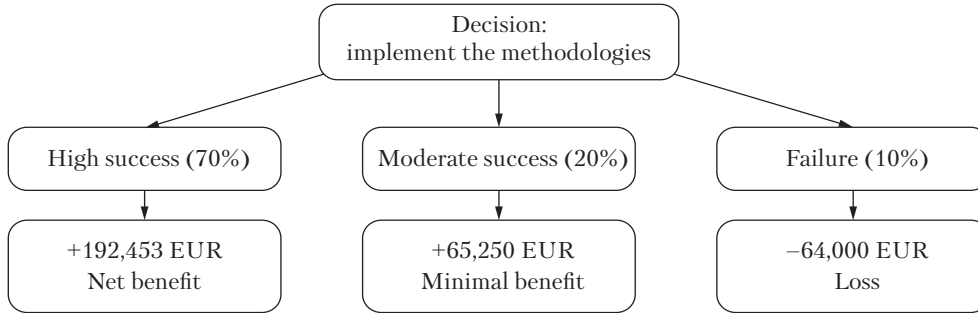 Decision:
implement the methodologies
High success (70%)
Moderate success (20%)
Failure (10%)
+192,453 EUR
Net benefit
+65,250 EUR
Minimal benefit
–64,000 EUR
Loss